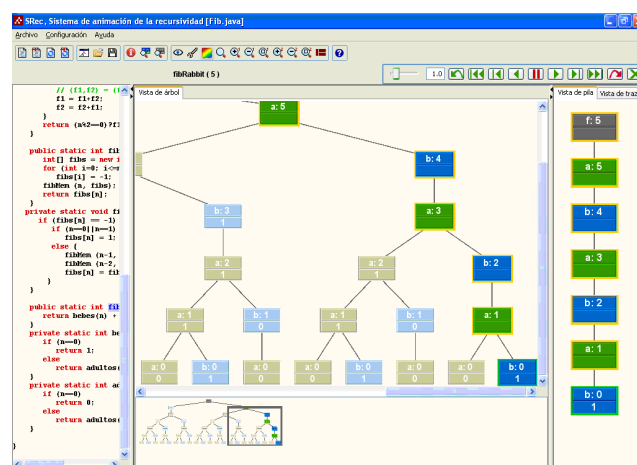 SRec, Sistema de animación de la recursividad [Fib.java]
Archivo Configuración Ayuda
fibRabbit ( 5 )
1.0
// (f1,f2) = (f
f1 = f1+f2;
f2 = f2+f1;
}
return (n%2==0)?f1
}
public static int fib
int[] fibs = new i
for (int i=0; i<=n
fibs[i] = -1;
fibMem (n, fibs);
return fibs[n];
}
private static void fi
if (fibs[n] == -1)
if (n==0||n==1)
fibs[n] = 1;
else {
fibMem (n-1,
fibMem (n-2,
fibs[n] = fib
}
}
public static int fib
return bebes(n) +
}
private static int be
if (n==0)
return 1;
else
return adultos(
}
private static int ad
if (n==0)
return 0;
else
return adultos(
}
}
Vista de árbol
a: 5
b: 4
b: 3
1
a: 3
a: 2
1
a: 2
1
b: 2
a: 1
1
b: 1
0
a: 1
1
b: 1
0
a: 1
a: 0
0
b: 0
1
a: 0
0
a: 0
0
b: 0
1
a: 0
0
a: 0
0
b: 0
1
Vista de pila
Vista de traz
f: 5
a: 5
b: 4
a: 3
b: 2
a: 1
b: 0
1